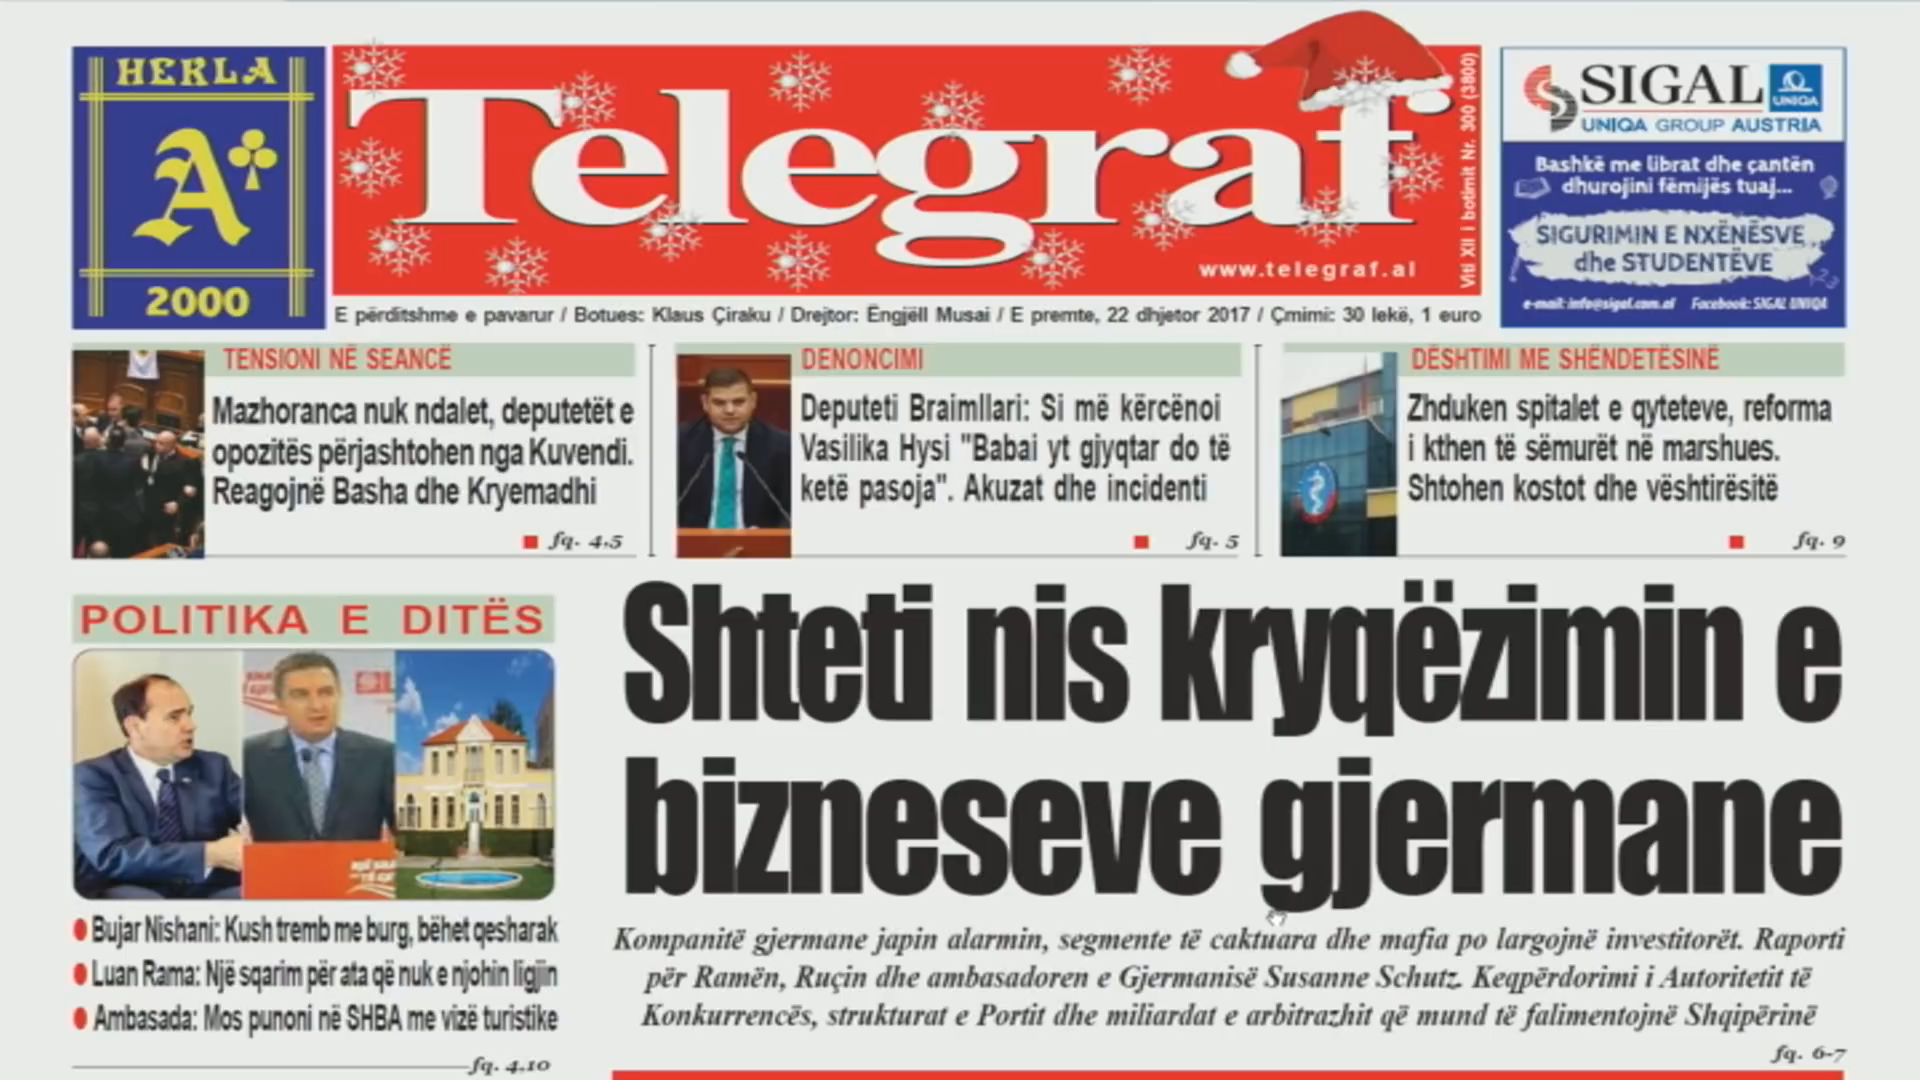 HERLA
A
2000
Telegraf
www.telegraf.al
Viti XII i botimit Nr. 300 (3800)
E përditshme e pavarur / Botues: Klaus Çiraku / Drejtor: Ëngjëll Musai / E premte, 22 dhjetor 2017 / Çmimi: 30 lekë, 1 euro
SIGAL
UNIQA
UNIQA GROUP AUSTRIA
Bashkë me librat dhe çantën
dhurojini fëmijës tuaj...
SIGURIMIN E NXËNËSVE
dhe STUDENTËVE
e-mail: info@sigal.com.al Facebook: SIGAL UNIQA
TENSIONI NË SEANCË
Mazhoranca nuk ndalet, deputetët e
opozitës përjashtohen nga Kuvendi.
Reagojnë Basha dhe Kryemadhi
fq. 4,5
DENONCIMI
Deputeti Braimllari: Si më kërcënoi
Vasilika Hysi "Babai yt gjyqtar do të
ketë pasoja". Akuzat dhe incidenti
fq. 5
DËSHTIMI ME SHËNDETËSINË
Zhduken spitalet e qyteteve, reforma
i kthen të sëmurët në marshues.
Shtohen kostot dhe vështirësitë
fq. 9
POLITIKA E DITËS
Bujar Nishani: Kush tremb me burg, bëhet qesharak
Luan Rama: Një sqarim për ata që nuk e njohin ligjin
Ambasada: Mos punoni në SHBA me vizë turistike
fq. 4,10
Shteti nis kryqëzimin e
bizneseve gjermane
Kompanitë gjermane japin alarmin, segmente të caktuara dhe mafia po largojnë investitorët. Raporti
për Ramën, Ruçin dhe ambasadoren e Gjermanisë Susanne Schutz. Keqpërdorimi i Autoritetit të
Konkurrencës, strukturat e Portit dhe miliardat e arbitrazhit që mund të falimentojnë Shqipërinë
fq. 6-7